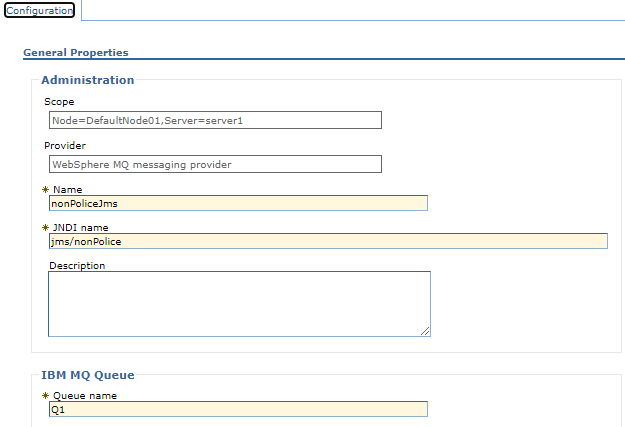 Configuration
General Properties
Administration
Scope
Node=DefaultNode01,Server=server1
Provider
WebSphere MQ messaging provider
* Name
nonPoliceJms
* JNDI name
jms/nonPolice
Description
IBM MQ Queue
* Queue name
Q1